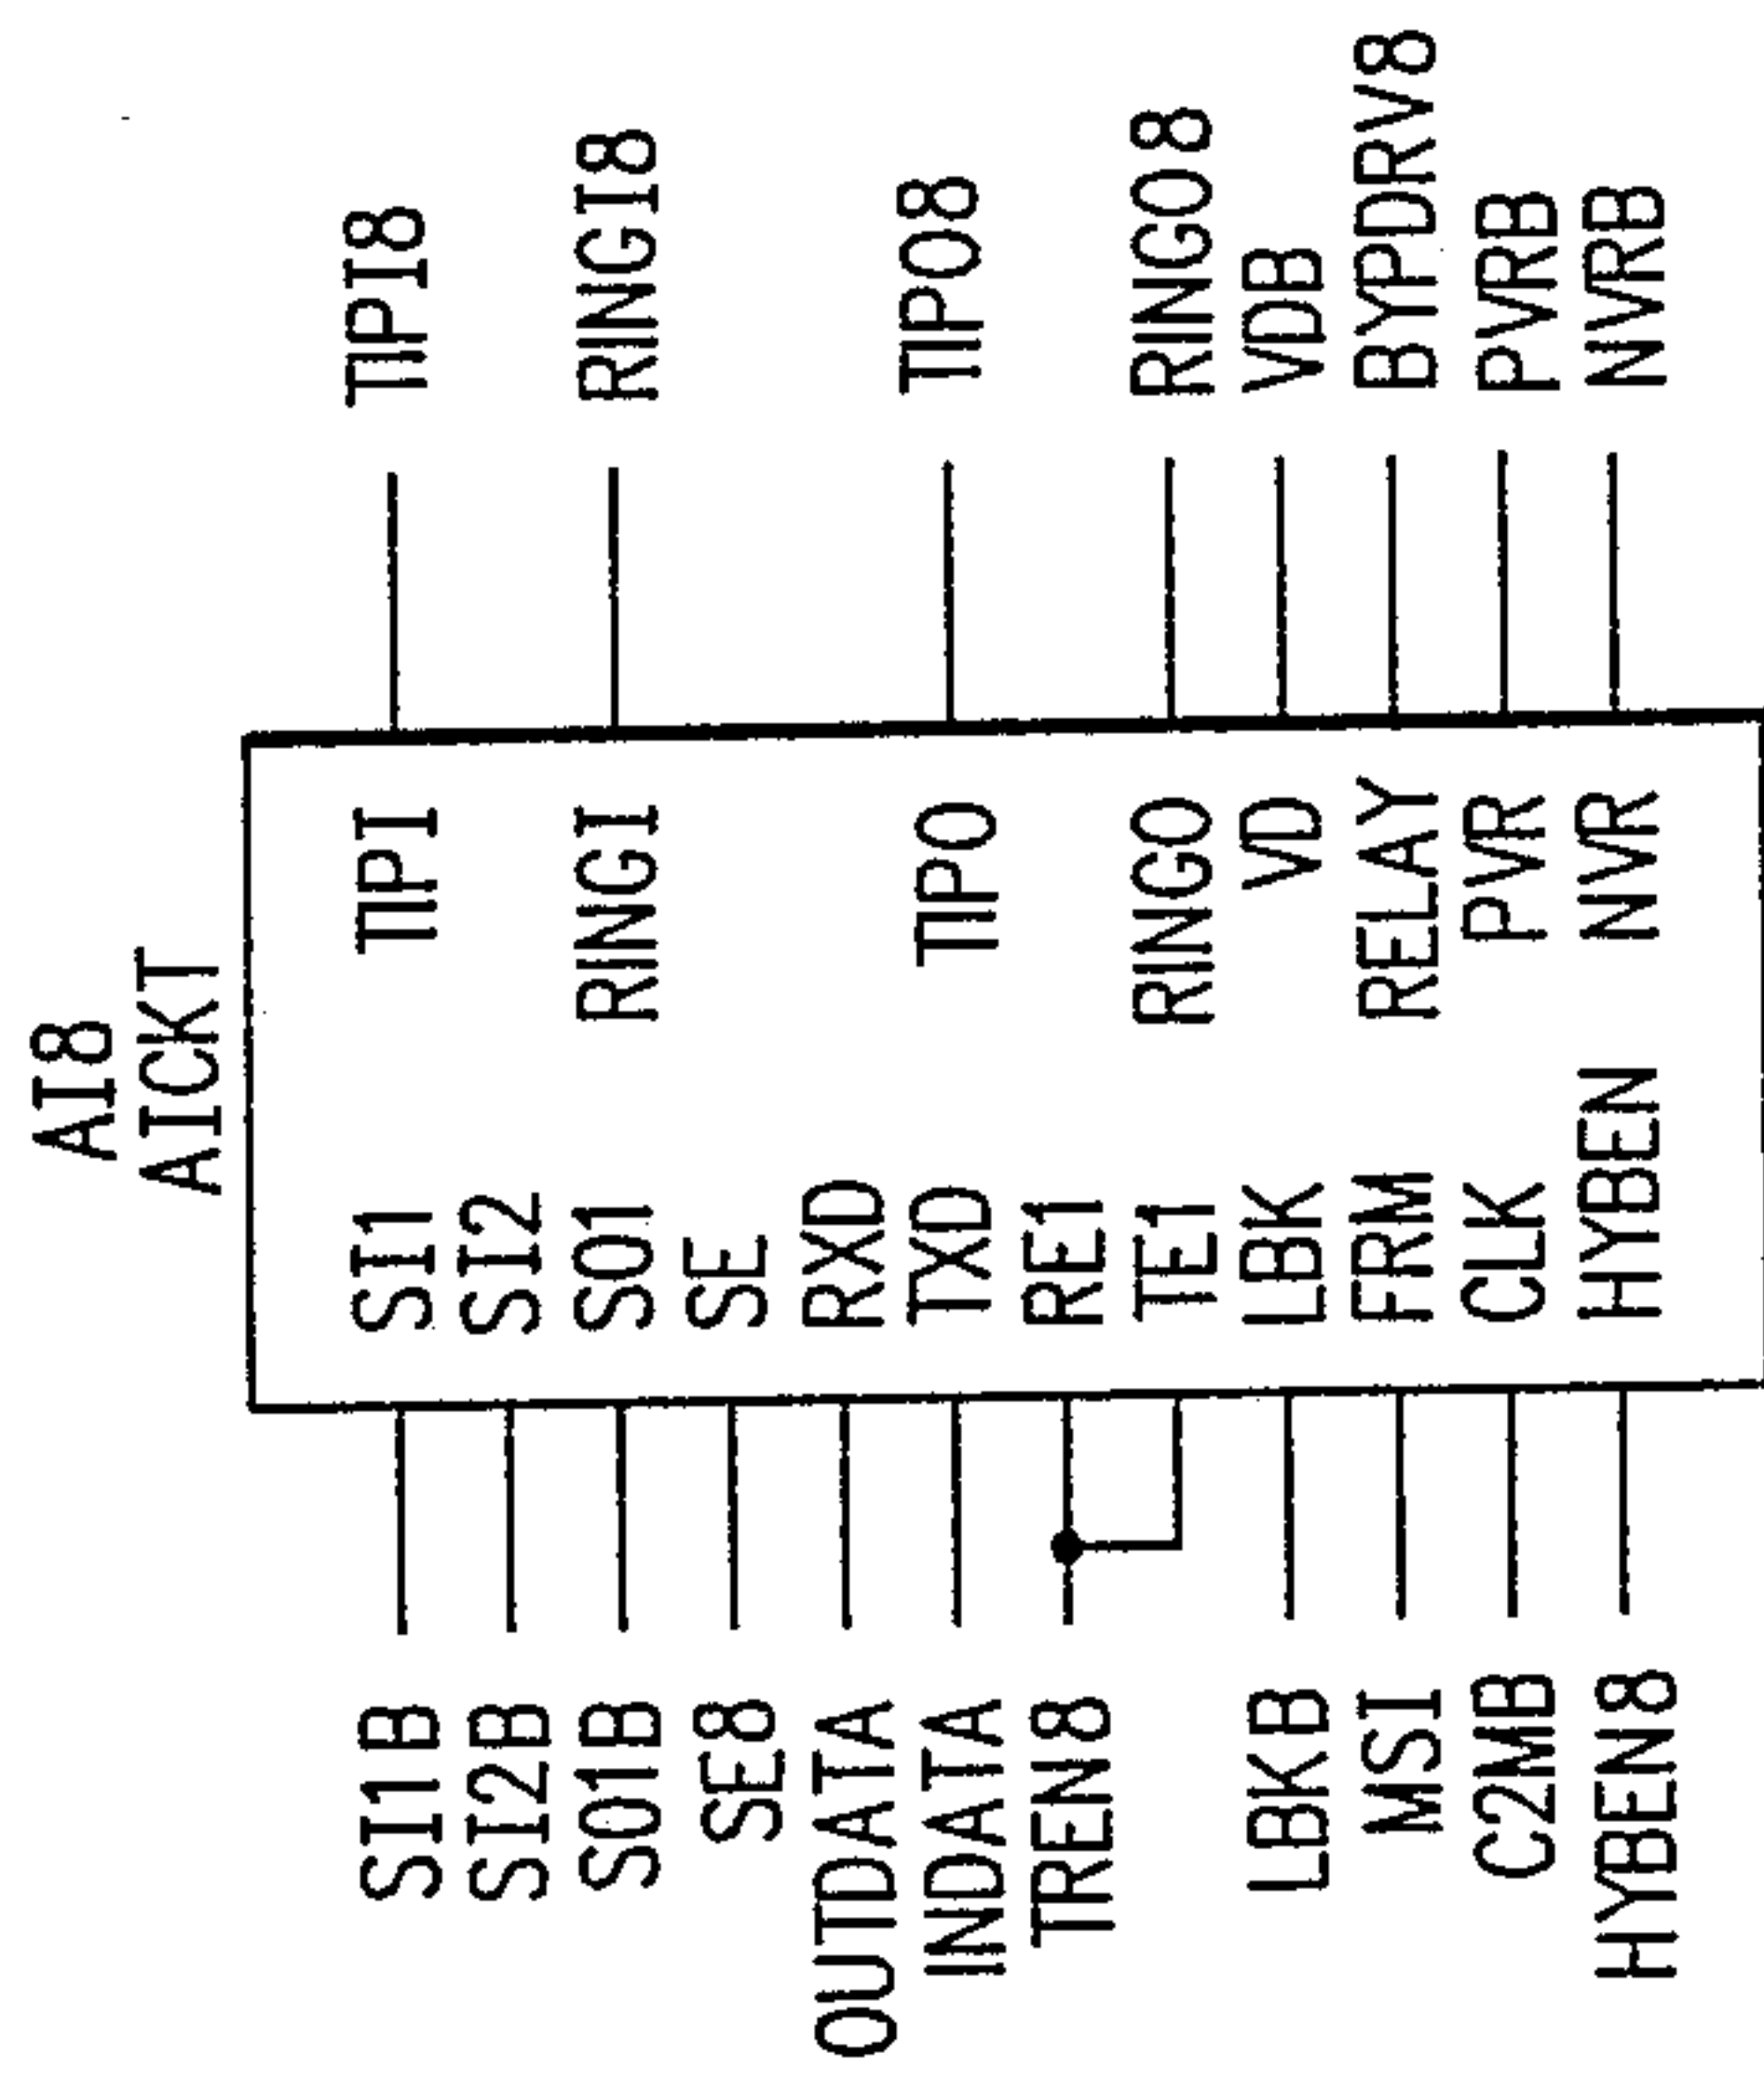 AI8
AICKT
SI1B SI1 TIPI TIPI8
SI2B SI2
SO1B SO1 RINGI RINGI8
SE8 SE
OUTDATA RXD
INDATA TXD TIPO TIPO8
TREN8 RE1
TE1 RINGO RINGO8
LBKB LBK VD VDB
MSI FRM RELAY BYPDRV8
C2MB CLK PVR PVRB
HYBEN8 HYBEN NVR NVRB